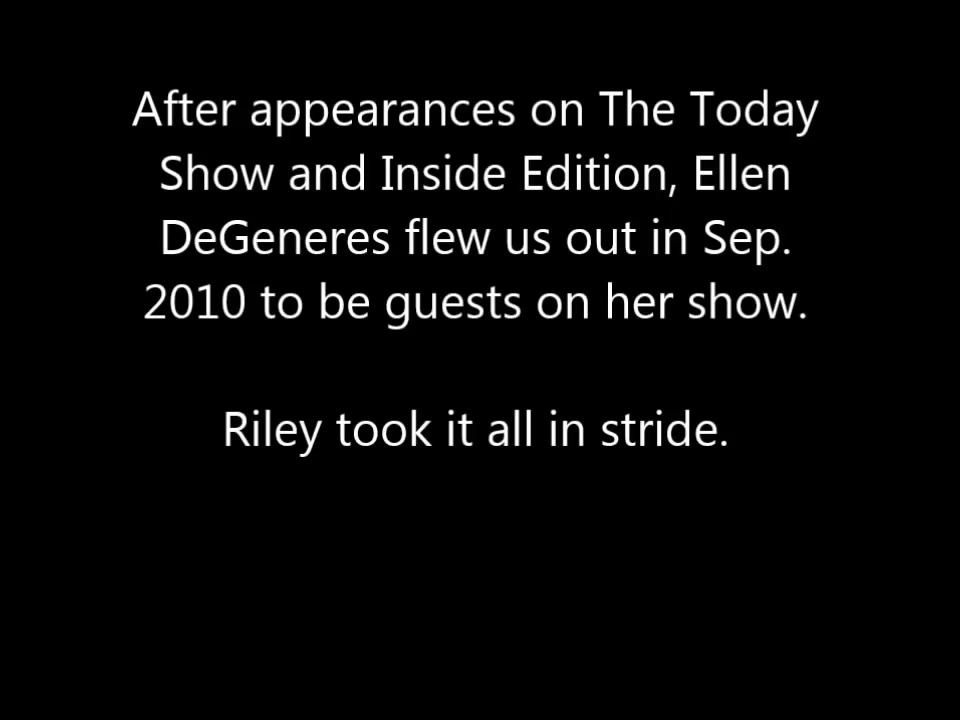 After appearances on The Today
Show and Inside Edition, Ellen
DeGeneres flew us out in Sep.
2010 to be guests on her show.
Riley took it all in stride.